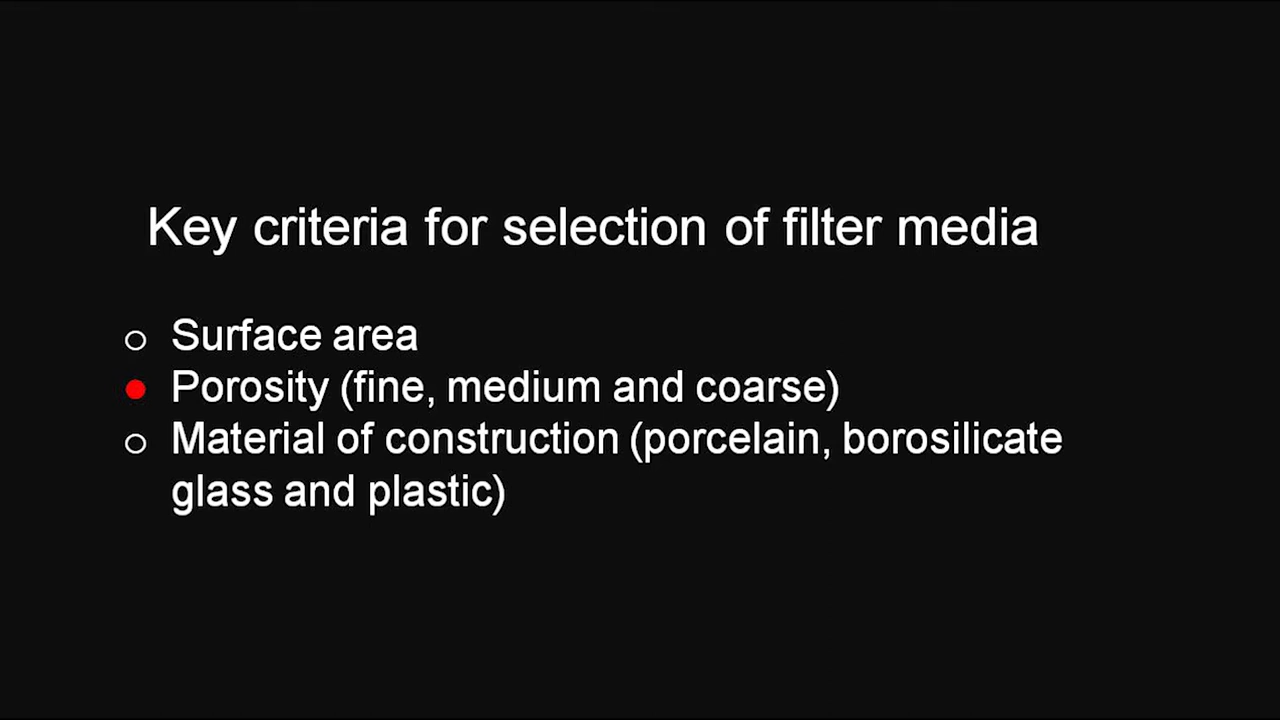 Key criteria for selection of filter media
Surface area
Porosity (fine, medium and coarse)
Material of construction (porcelain, borosilicate
glass and plastic)